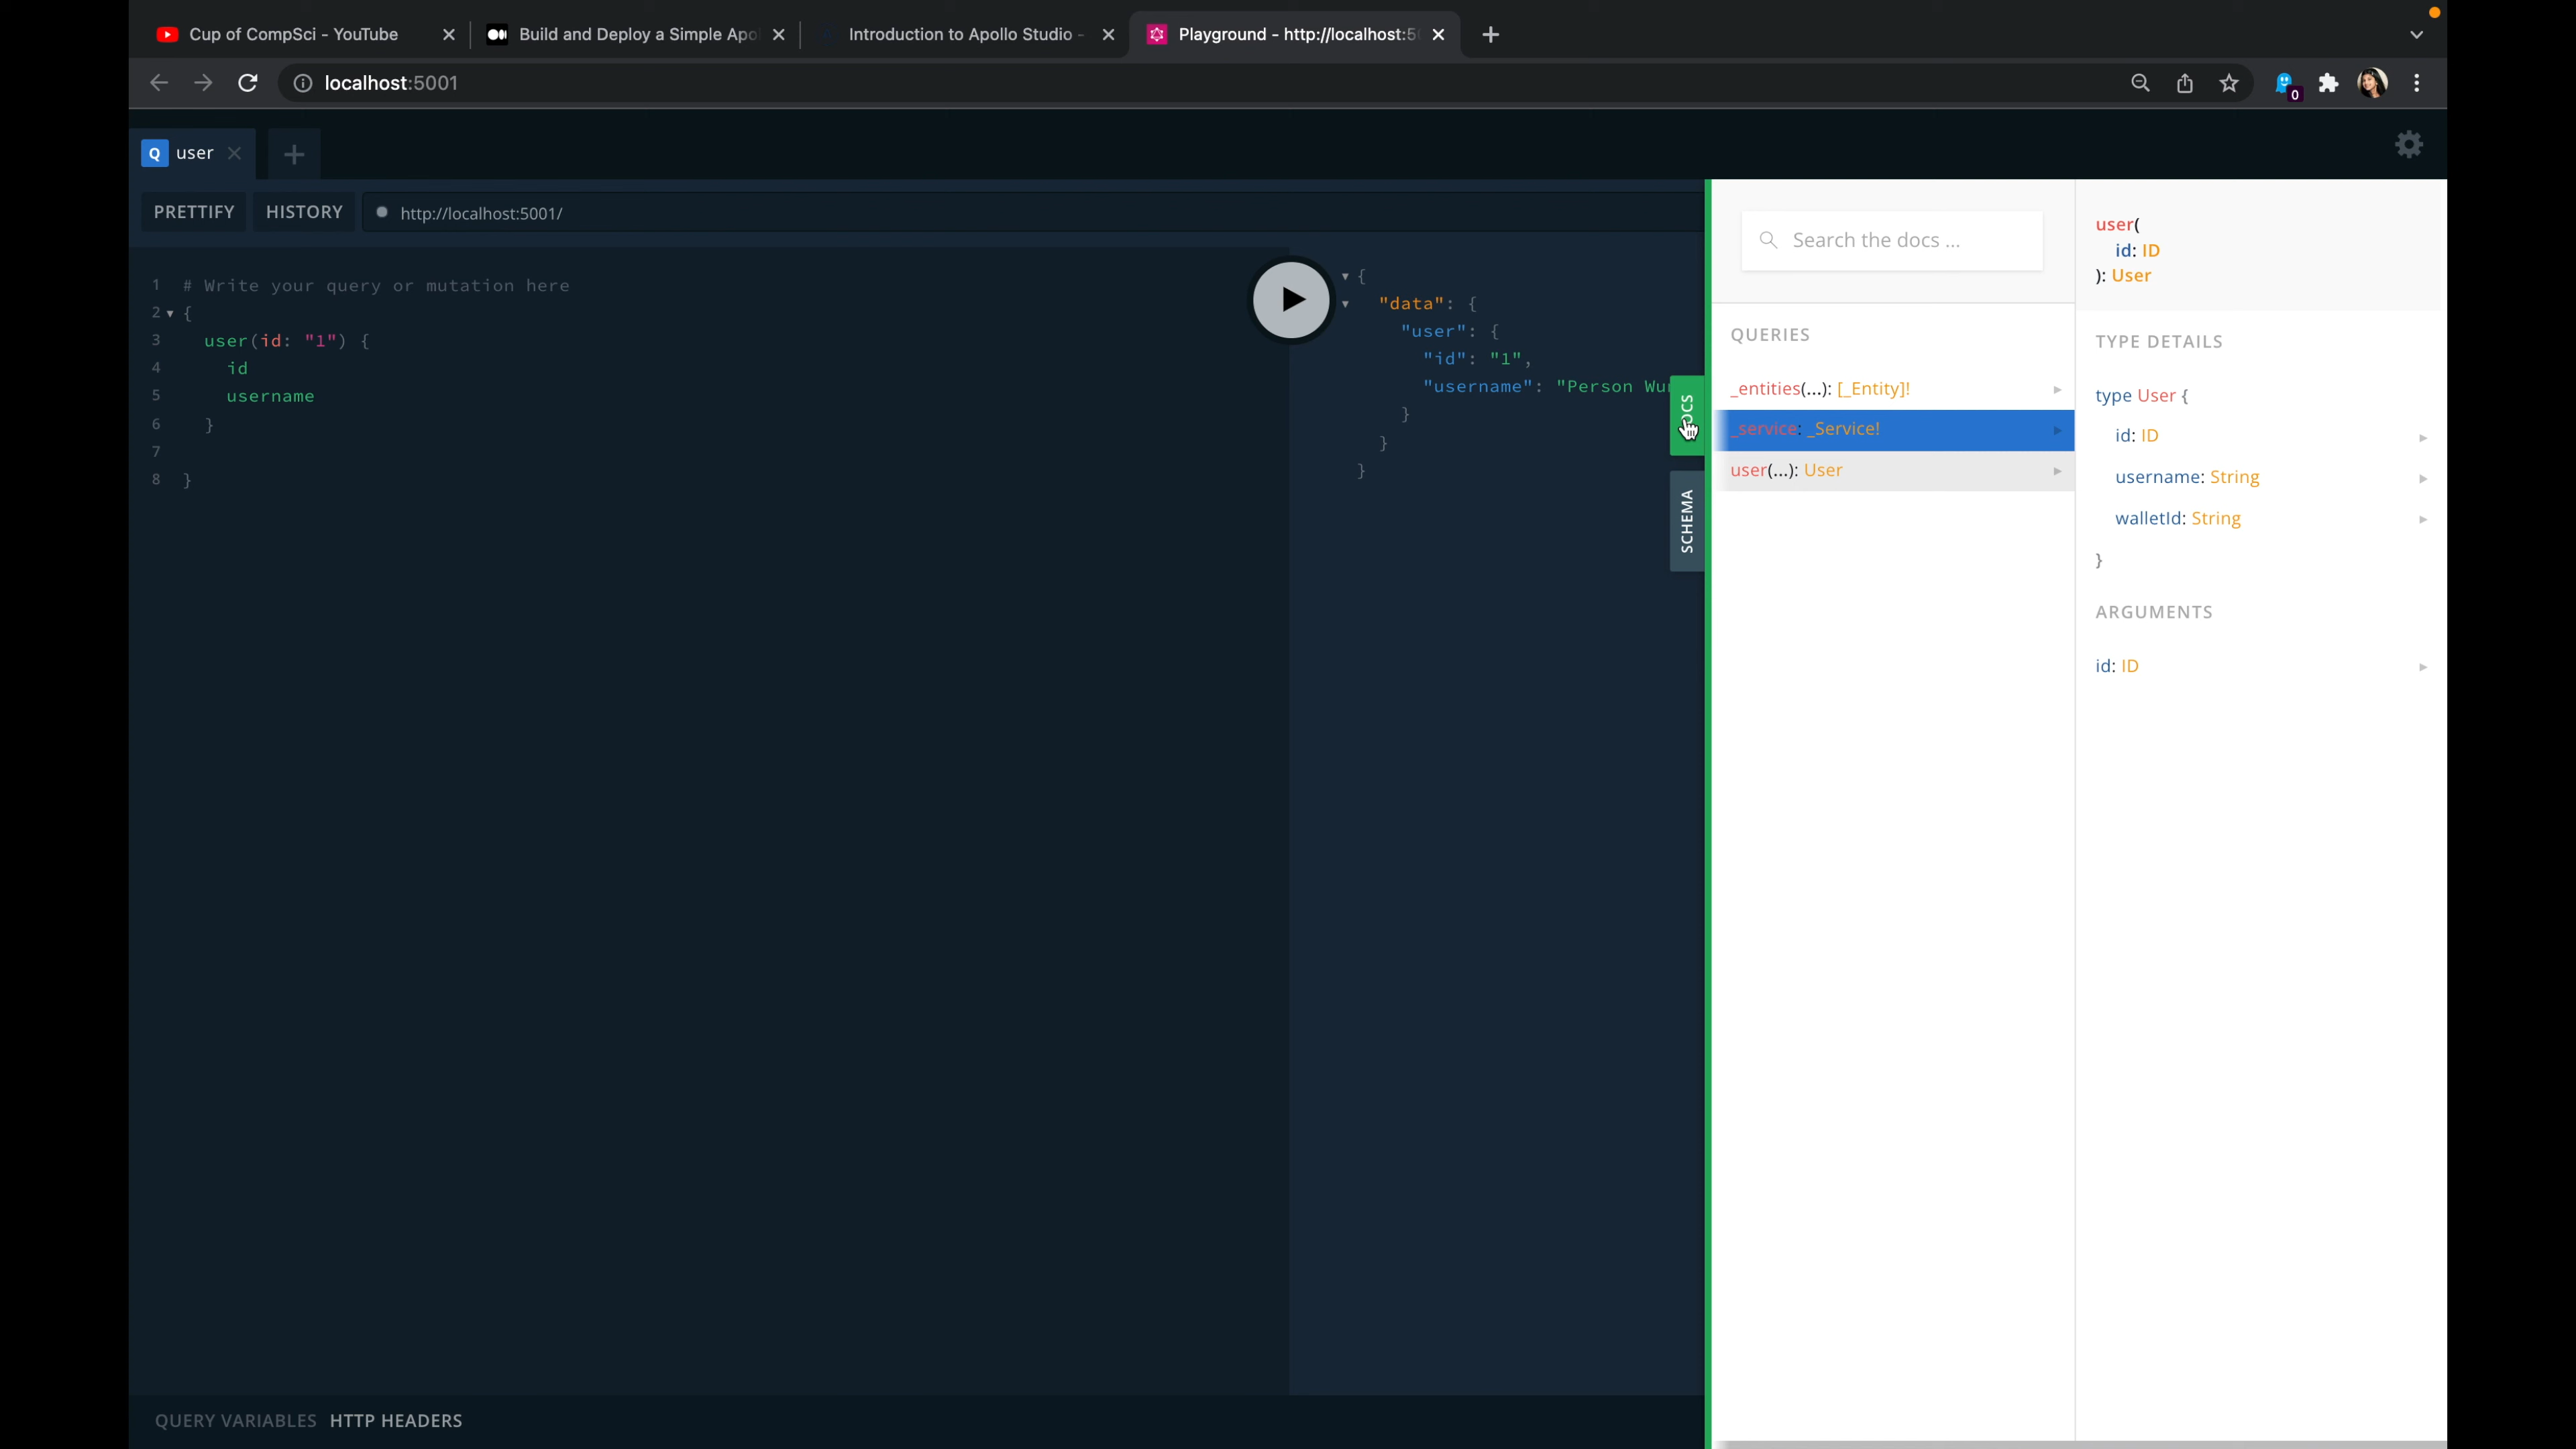 Cup of CompSci - YouTube
Build and Deploy a Simple Apo
Introduction to Apollo Studio -
Playground - http://localhost:5
localhost:5001
0
Q user
PRETTIFY
HISTORY
http://localhost:5001/
1 # Write your query or mutation here
2 {
3 user(id: "1") {
4 id
5 username
6 }
7
8 }
{
"data": {
"user": {
"id": "1",
"username": "Person
}
}
}
SCHEMA
Search the docs ...
QUERIES
_entities(...): [_Entity]!
_service: _Service!
user(...): User
user(
id: ID
): User
TYPE DETAILS
type User {
id: ID
username: String
walletId: String
}
ARGUMENTS
id: ID
QUERY VARIABLES
HTTP HEADERS